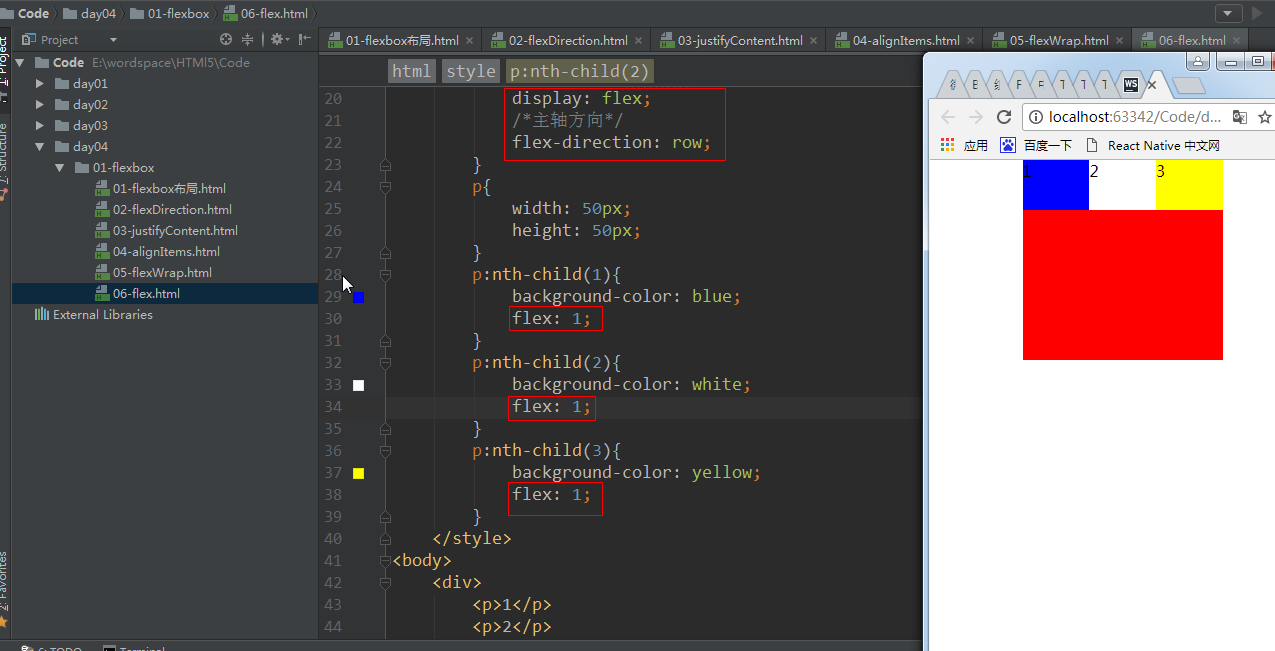 Code day04 01-flexbox 06-flex.html
Project
01-flexbox布局.html × 02-flexDirection.html × 03-justifyContent.html × 04-alignItems.html × 05-flexWrap.html × 06-flex.html ×
1: Project
Z: Structure
2: Favorites
Code E:\wordspace\HTMl5\Code
day01
day02
day03
day04
01-flexbox
01-flexbox布局.html
02-flexDirection.html
03-justifyContent.html
04-alignItems.html
05-flexWrap.html
06-flex.html
External Libraries
html style p:nth-child(2)
20 display: flex;
21 /*主轴方向*/
22 flex-direction: row;
23 }
24 p{
25 width: 50px;
26 height: 50px;
27 }
28 p:nth-child(1){
29 background-color: blue;
30 flex: 1;
31 }
32 p:nth-child(2){
33 background-color: white;
34 flex: 1;
35 }
36 p:nth-child(3){
37 background-color: yellow;
38 flex: 1;
39 }
40 </style>
41 <body>
42 <div>
43 <p>1</p>
44 <p>2</p>
6: TODO Terminal
WS
localhost:63342/Code/d...
应用 百度一下 React Native 中文网
1 2 3